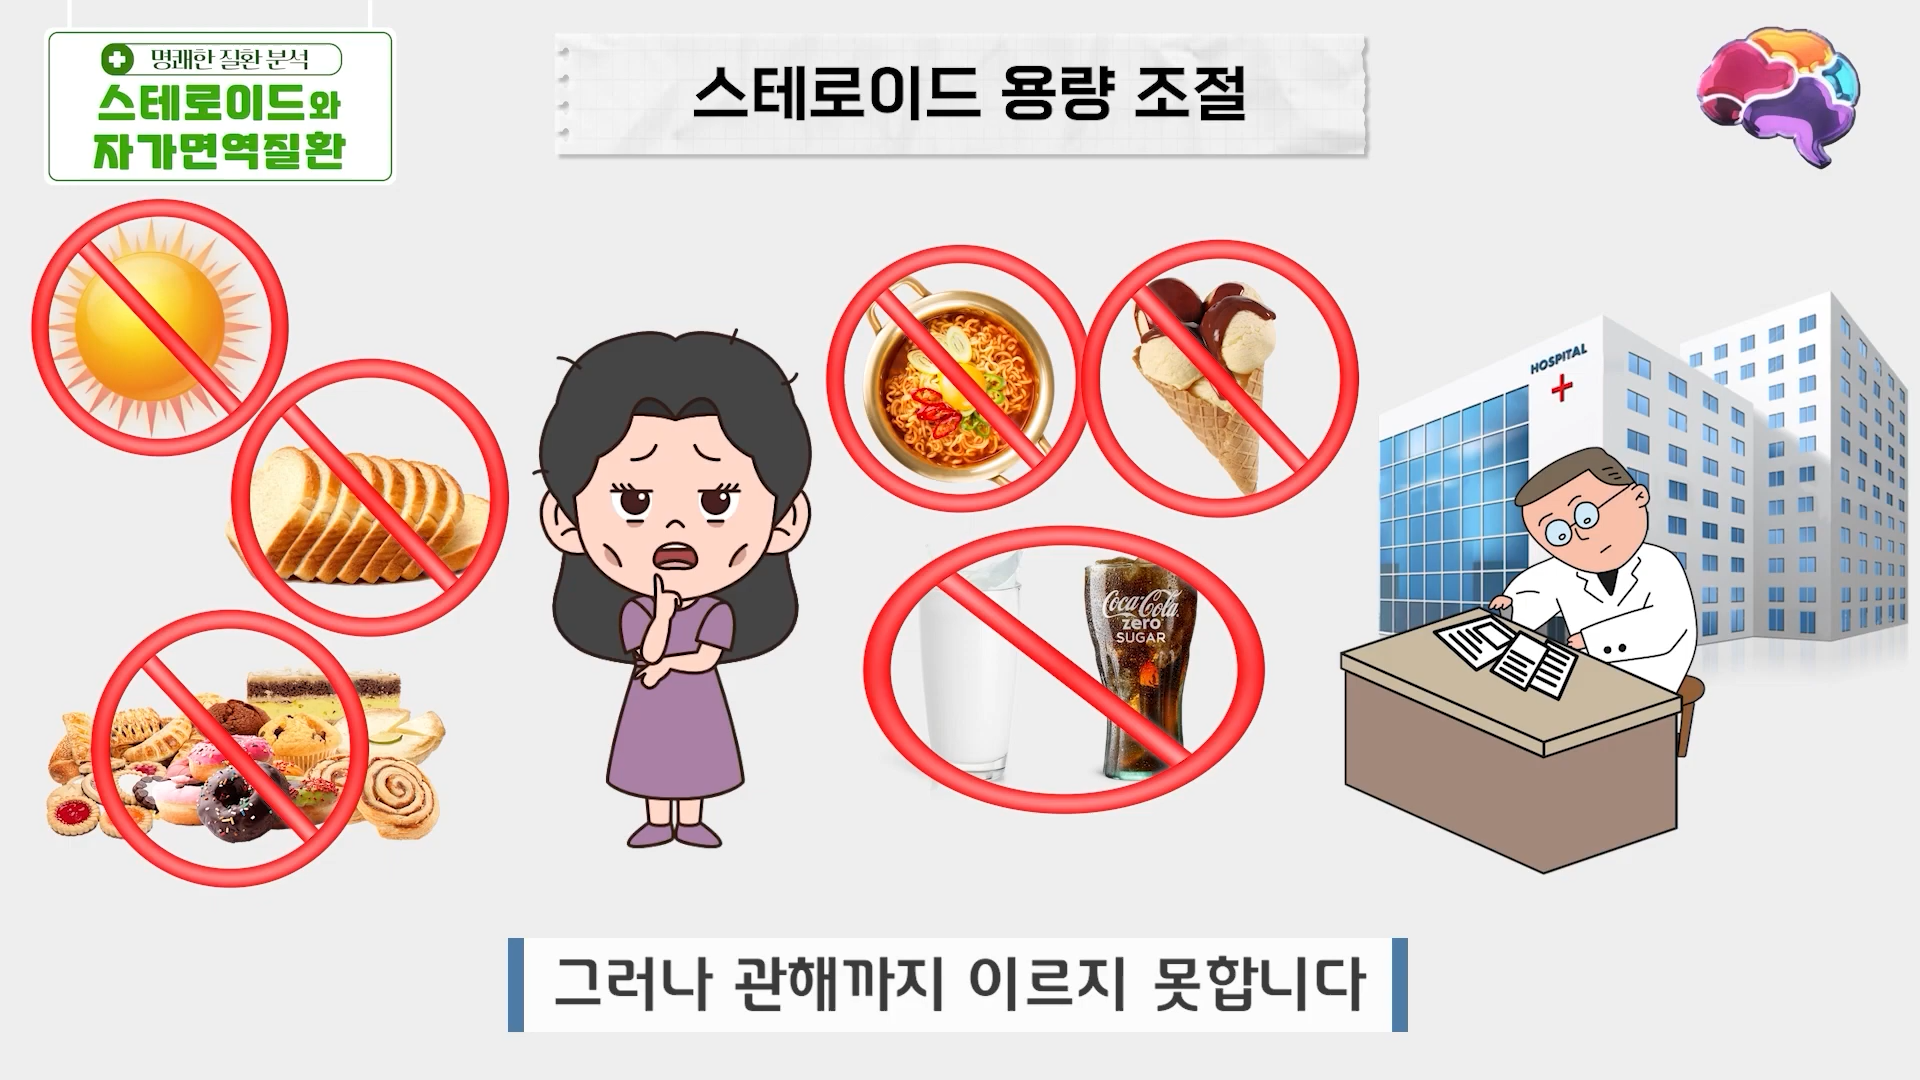 명쾌한 질환 분석
스테로이드와
자가면역질환
스테로이드 용량 조절
HOSPITAL
Coca-Cola
zero
SUGAR
그러나 관해까지 이르지 못합니다